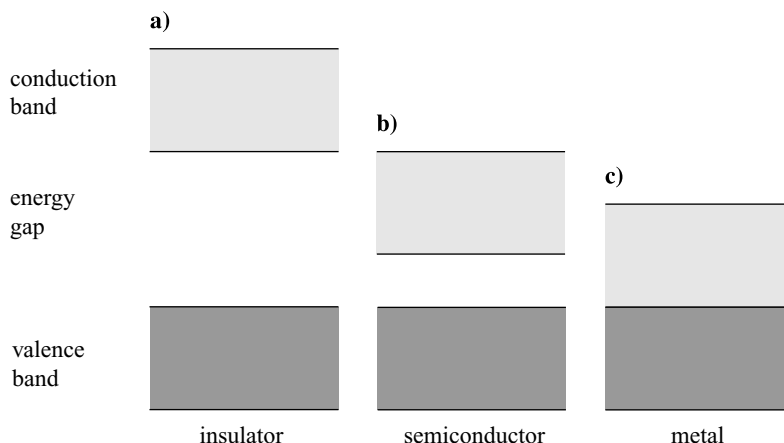 a)
conduction
band
b)
energy
gap
c)
valence
band
insulator
semiconductor
metal